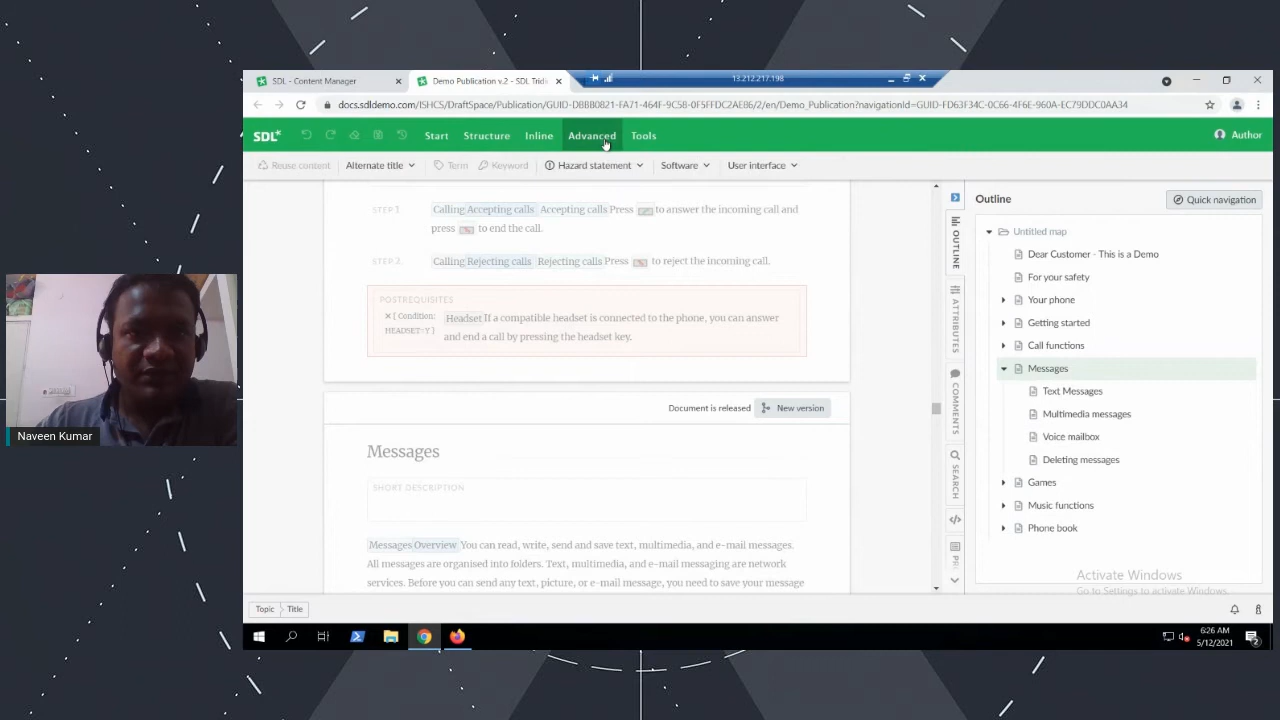 SDL - Content Manager
Demo Publication v.2 - SDL Trid
13.212.217.198
docs.sdldemo.com/ISHCS/DraftSpace/Publication/GUID-DBBB0821-FA71-464F-9C58-0F5FFDC2AE86/2/en/Demo_Publication?navigationId=GUID-FD63F34C-0C66-4F6E-960A-EC79DDC0AA34
SDL*
Start
Structure
Inline
Advanced
Tools
Author
Reuse content
Alternate title
Term
Keyword
Hazard statement
Software
User interface
STEP 1.
Calling Accepting calls Accepting calls Press to answer the incoming call and
press to end the call.
STEP 2.
Calling Rejecting calls Rejecting calls Press to reject the incoming call.
POSTREQUISITES
× [ Condition:
HEADSET=Y ]
Headset If a compatible headset is connected to the phone, you can answer
and end a call by pressing the headset key.
Document is released
New version
Messages
SHORT DESCRIPTION
Messages Overview You can read, write, send and save text, multimedia, and e-mail messages.
All messages are organised into folders. Text, multimedia, and e-mail messaging are network
services. Before you can send any text, picture, or e-mail message, you need to save your message
OUTLINE
ATTRIBUTES
COMMENTS
SEARCH
Outline
Quick navigation
Untitled map
Dear Customer - This is a Demo
For your safety
Your phone
Getting started
Call functions
Messages
Text Messages
Multimedia messages
Voice mailbox
Deleting messages
Games
Music functions
Phone book
Activate Windows
Go to Settings to activate Windows.
Topic
Title
6:26 AM
5/12/2021
2
Naveen Kumar